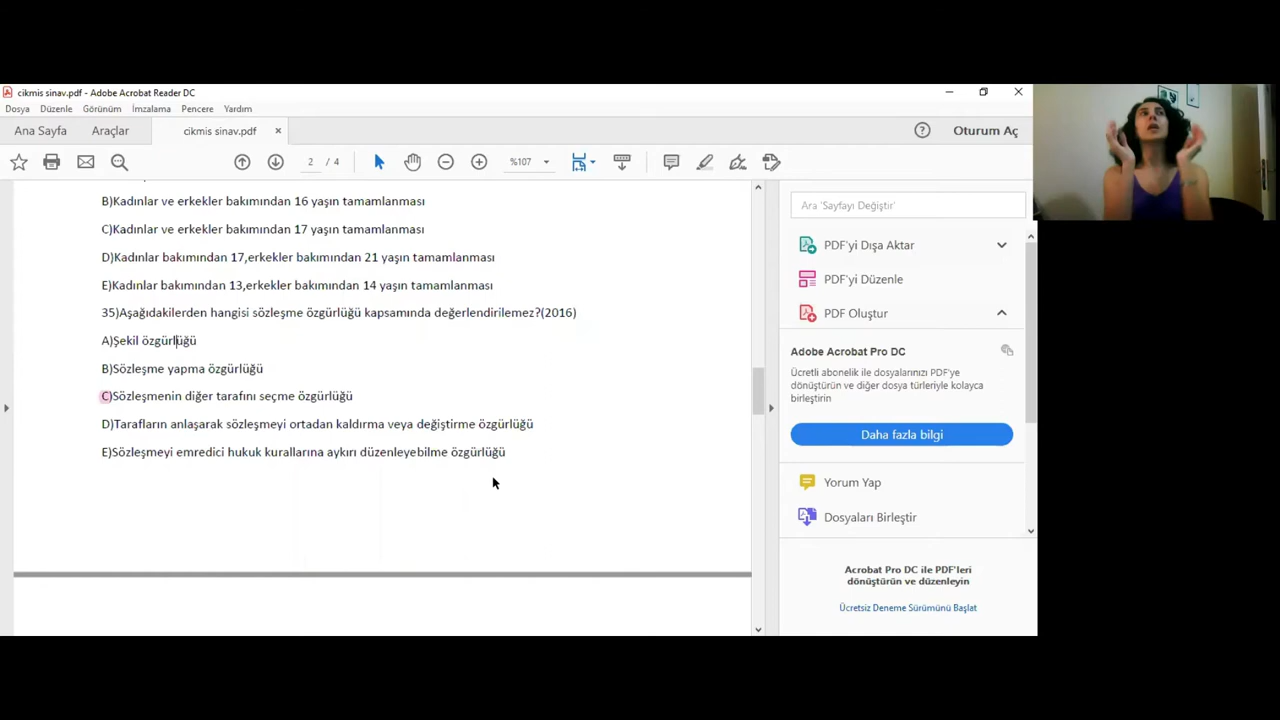 cikmis sinav.pdf - Adobe Acrobat Reader DC
Dosya Düzenle Görünüm İmzalama Pencere Yardım
Ana Sayfa Araçlar cikmis sinav.pdf × Oturum Aç
2 / 4 %107
B)Kadınlar ve erkekler bakımından 16 yaşın tamamlanması
C)Kadınlar ve erkekler bakımından 17 yaşın tamamlanması
D)Kadınlar bakımından 17,erkekler bakımından 21 yaşın tamamlanması
E)Kadınlar bakımından 13,erkekler bakımından 14 yaşın tamamlanması
35)Aşağıdakilerden hangisi sözleşme özgürlüğü kapsamında değerlendirilemez?(2016)
A)Şekil özgürlüğü
B)Sözleşme yapma özgürlüğü
C)Sözleşmenin diğer tarafını seçme özgürlüğü
D)Tarafların anlaşarak sözleşmeyi ortadan kaldırma veya değiştirme özgürlüğü
E)Sözleşmeyi emredici hukuk kurallarına aykırı düzenleyebilme özgürlüğü
Ara 'Sayfayı Değiştir'
PDF'yi Dışa Aktar
PDF'yi Düzenle
PDF Oluştur
Adobe Acrobat Pro DC
Ücretli abonelik ile dosyalarınızı PDF'ye
dönüştürün ve diğer dosya türleriyle kolayca
birleştirin
Daha fazla bilgi
Yorum Yap
Dosyaları Birleştir
Acrobat Pro DC ile PDF'leri
dönüştürün ve düzenleyin
Ücretsiz Deneme Sürümünü Başlat